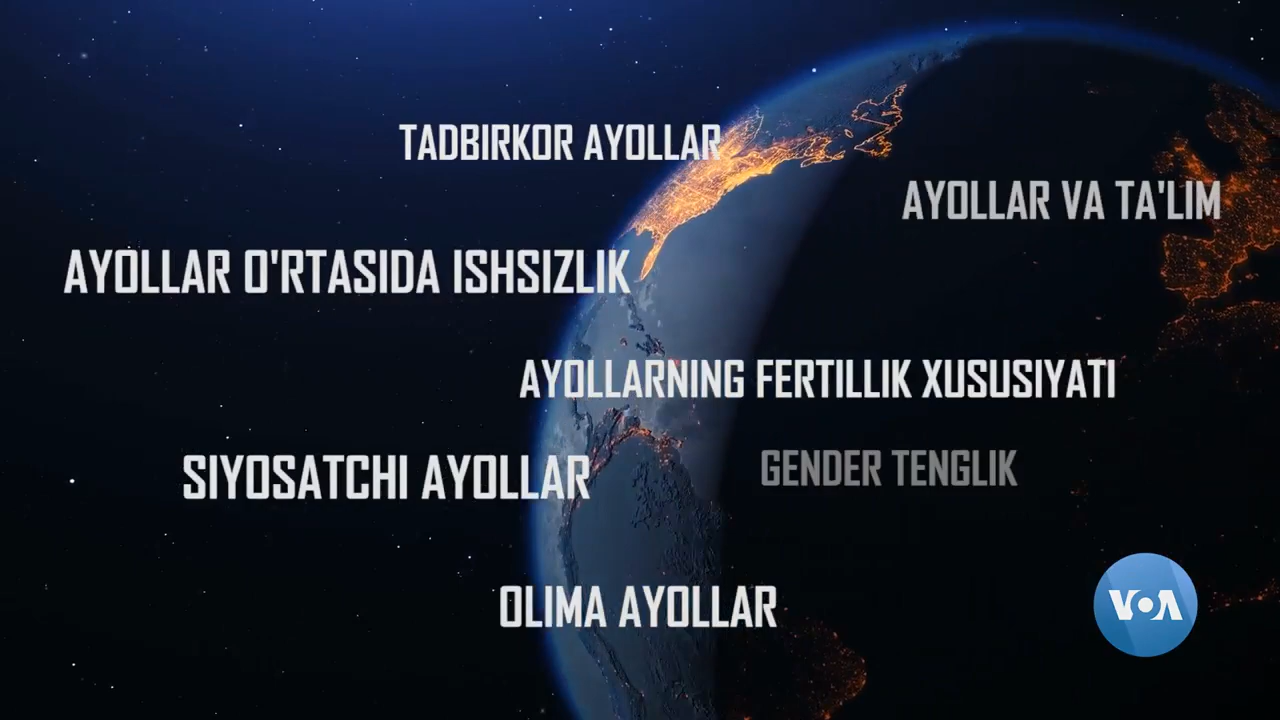 TADBIRKOR AYOLLAR
AYOLLAR VA TA'LIM
AYOLLAR O'RTASIDA ISHSIZLIK
AYOLLARNING FERTILLIK XUSUSIYATI
SIYOSATCHI AYOLLAR
GENDER TENGLIK
OLIMA AYOLLAR
VOA